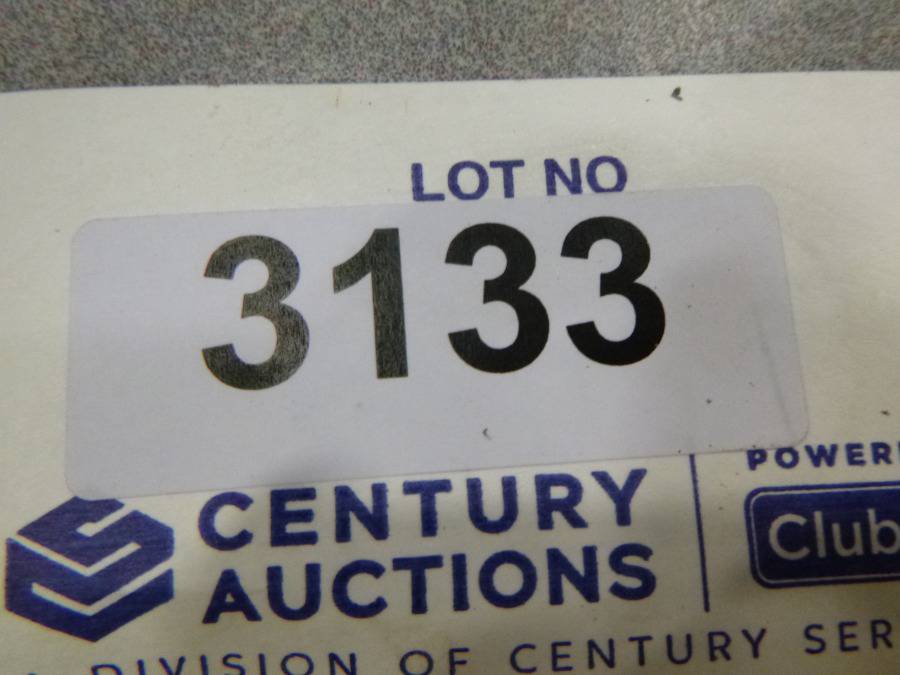 LOT NO
3133
CENTURY
AUCTIONS
POWER
Club
DIVISION OF CENTURY SER